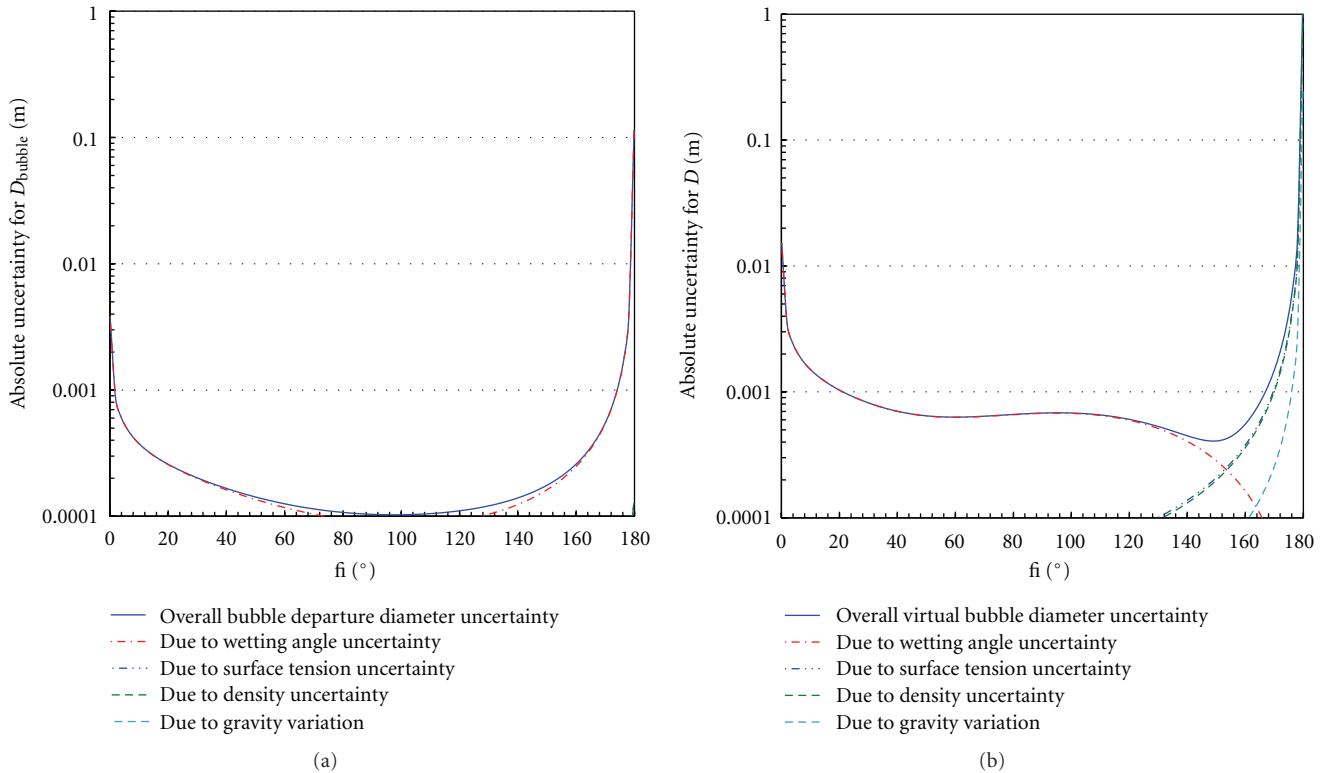 1
0.1
0.01
0.001
0.0001
Absolute uncertainty for D_bubble (m)
0 20 40 60 80 100 120 140 160 180
fi (°)
Overall bubble departure diameter uncertainty
Due to wetting angle uncertainty
Due to surface tension uncertainty
Due to density uncertainty
Due to gravity variation
(a)
1
0.1
0.01
0.001
0.0001
Absolute uncertainty for D (m)
0 20 40 60 80 100 120 140 160 180
fi (°)
Overall virtual bubble diameter uncertainty
Due to wetting angle uncertainty
Due to surface tension uncertainty
Due to density uncertainty
Due to gravity variation
(b)